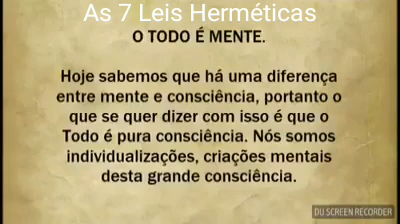 As 7 Leis Herméticas
O TODO É MENTE.
Hoje sabemos que há uma diferença
entre mente e consciência, portanto o
que se quer dizer com isso é que o
Todo é pura consciência. Nós somos
individualizações, criações mentais
desta grande consciência.
DU SCREEN RECORDER